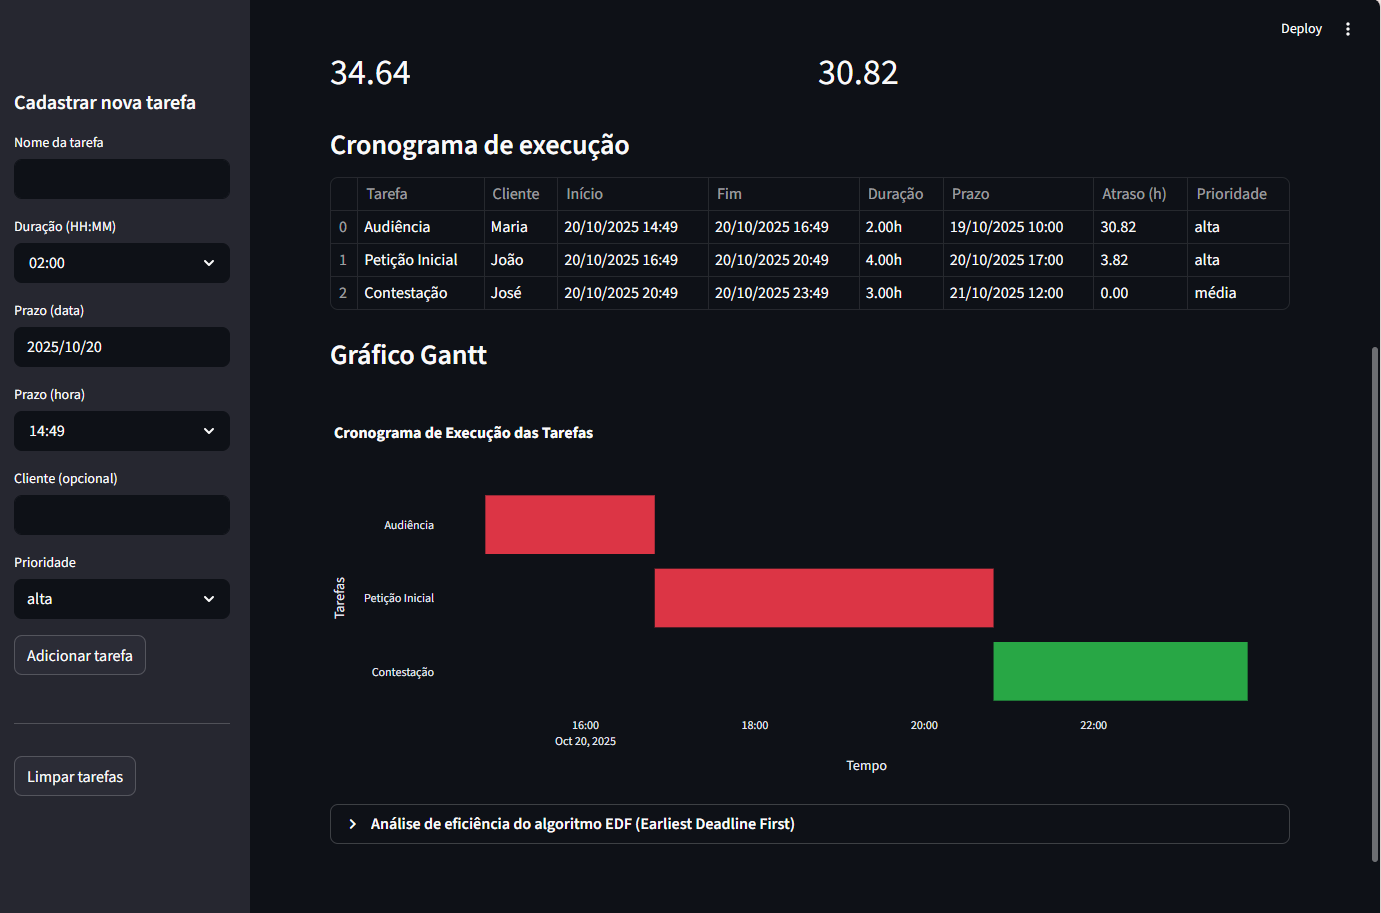 Deploy
Cadastrar nova tarefa
Nome da tarefa
Duração (HH:MM)
02:00
Prazo (data)
2025/10/20
Prazo (hora)
14:49
Cliente (opcional)
Prioridade
alta
Adicionar tarefa
Limpar tarefas
34.64 30.82
Cronograma de execução
Tarefa Cliente Início Fim Duração Prazo Atraso (h) Prioridade
0 Audiência Maria 20/10/2025 14:49 20/10/2025 16:49 2.00h 19/10/2025 10:00 30.82 alta
1 Petição Inicial João 20/10/2025 16:49 20/10/2025 20:49 4.00h 20/10/2025 17:00 3.82 alta
2 Contestação José 20/10/2025 20:49 20/10/2025 23:49 3.00h 21/10/2025 12:00 0.00 média
Gráfico Gantt
Cronograma de Execução das Tarefas
Tarefas
Audiência
Petição Inicial
Contestação
16:00 18:00 20:00 22:00
Oct 20, 2025
Tempo
Análise de eficiência do algoritmo EDF (Earliest Deadline First)